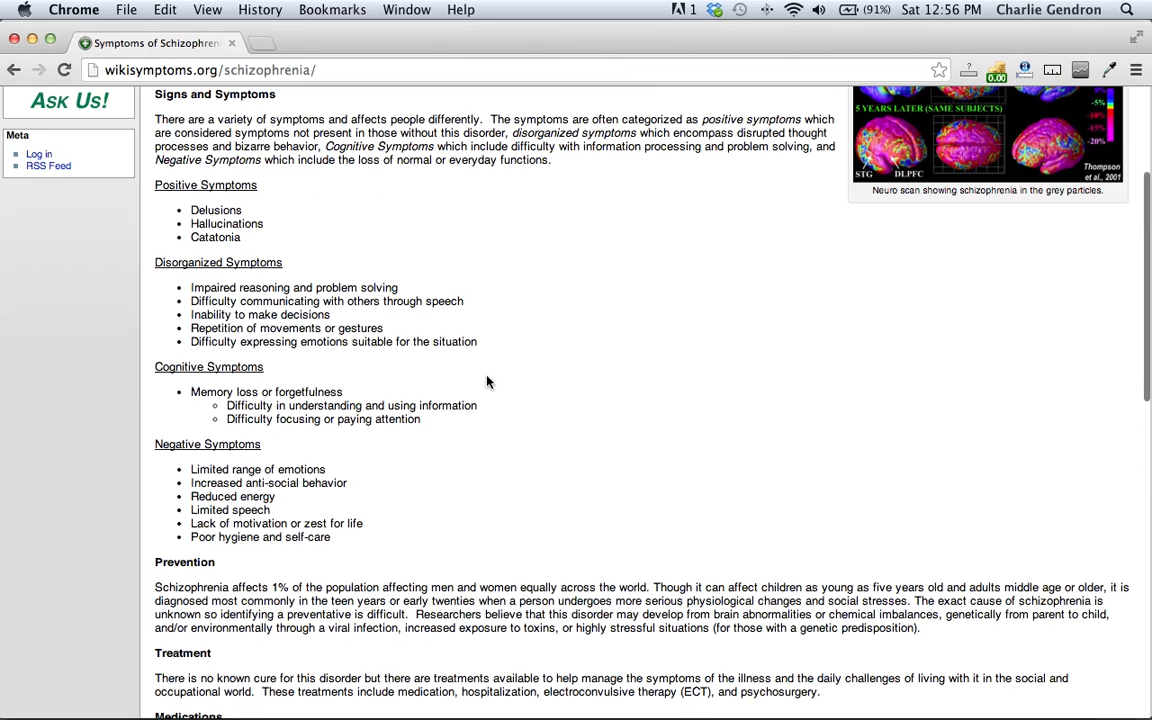 Chrome File Edit View History Bookmarks Window Help 1 (91%) Sat 12:56 PM Charlie Gendron
Symptoms of Schizophren
wikisymptoms.org/schizophrenia/
0.00
ASK US!
Meta
Log in
RSS Feed
Signs and Symptoms
There are a variety of symptoms and affects people differently. The symptoms are often categorized as positive symptoms which
are considered symptoms not present in those without this disorder, disorganized symptoms which encompass disrupted thought
processes and bizarre behavior, Cognitive Symptoms which include difficulty with information processing and problem solving, and
Negative Symptoms which include the loss of normal or everyday functions.
Positive Symptoms
Delusions
Hallucinations
Catatonia
Disorganized Symptoms
Impaired reasoning and problem solving
Difficulty communicating with others through speech
Inability to make decisions
Repetition of movements or gestures
Difficulty expressing emotions suitable for the situation
Cognitive Symptoms
Memory loss or forgetfulness
Difficulty in understanding and using information
Difficulty focusing or paying attention
Negative Symptoms
Limited range of emotions
Increased anti-social behavior
Reduced energy
Limited speech
Lack of motivation or zest for life
Poor hygiene and self-care
Prevention
Schizophrenia affects 1% of the population affecting men and women equally across the world. Though it can affect children as young as five years old and adults middle age or older, it is
diagnosed most commonly in the teen years or early twenties when a person undergoes more serious physiological changes and social stresses. The exact cause of schizophrenia is
unknown so identifying a preventative is difficult. Researchers believe that this disorder may develop from brain abnormalities or chemical imbalances, genetically from parent to child,
and/or environmentally through a viral infection, increased exposure to toxins, or highly stressful situations (for those with a genetic predisposition).
Treatment
There is no known cure for this disorder but there are treatments available to help manage the symptoms of the illness and the daily challenges of living with it in the social and
occupational world. These treatments include medication, hospitalization, electroconvulsive therapy (ECT), and psychosurgery.
Medications
-5%
5 YEARS LATER (SAME SUBJECTS)
-10%
-15%
-20%
STG DLPFC
Thompson
et al., 2001
Neuro scan showing schizophrenia in the grey particles.